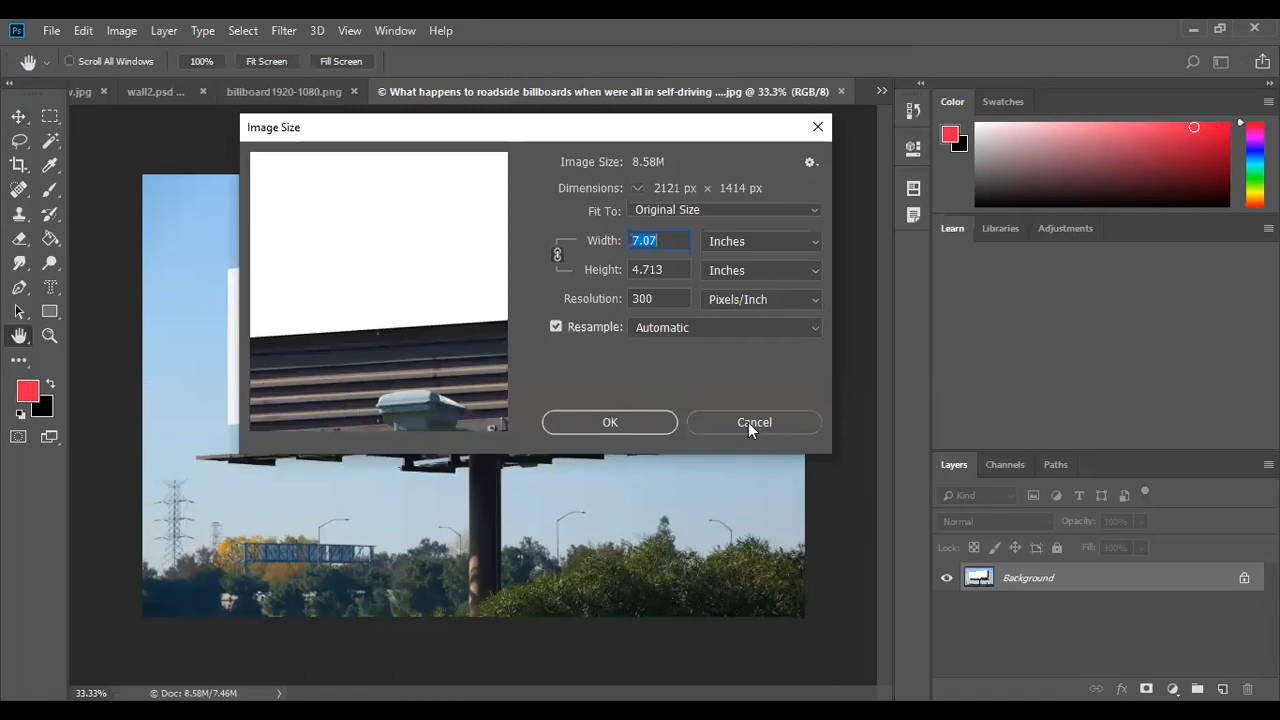 Ps File Edit Image Layer Type Select Filter 3D View Window Help
Scroll All Windows 100% Fit Screen Fill Screen
v.jpg × wall2.psd ... × billboard1920-1080.png × © What happens to roadside billboards when were all in self-driving ....jpg @ 33.3% (RGB/8) ×
Color Swatches
Image Size
Image Size: 8.58M
Dimensions: 2121 px × 1414 px
Fit To: Original Size
Width: 7.07 Inches
Height: 4.713 Inches
Resolution: 300 Pixels/Inch
Resample: Automatic
OK Cancel
Learn Libraries Adjustments
Layers Channels Paths
Kind
Normal Opacity: 100%
Lock: Fill: 100%
Background
33.33% © Doc: 8.58M/7.46M